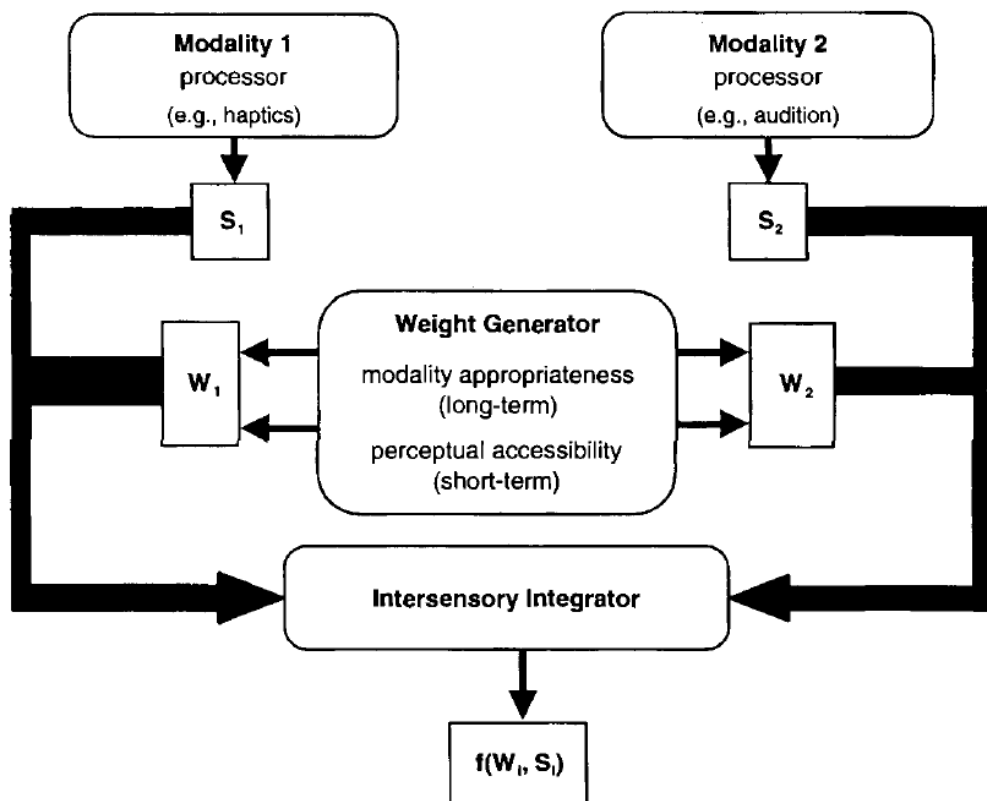 Modality 1
processor
(e.g., haptics)
Modality 2
processor
(e.g., audition)
S₁
S₂
Weight Generator
modality appropriateness
(long-term)
perceptual accessibility
(short-term)
W₁
W₂
Intersensory Integrator
f(Wᵢ, Sᵢ)